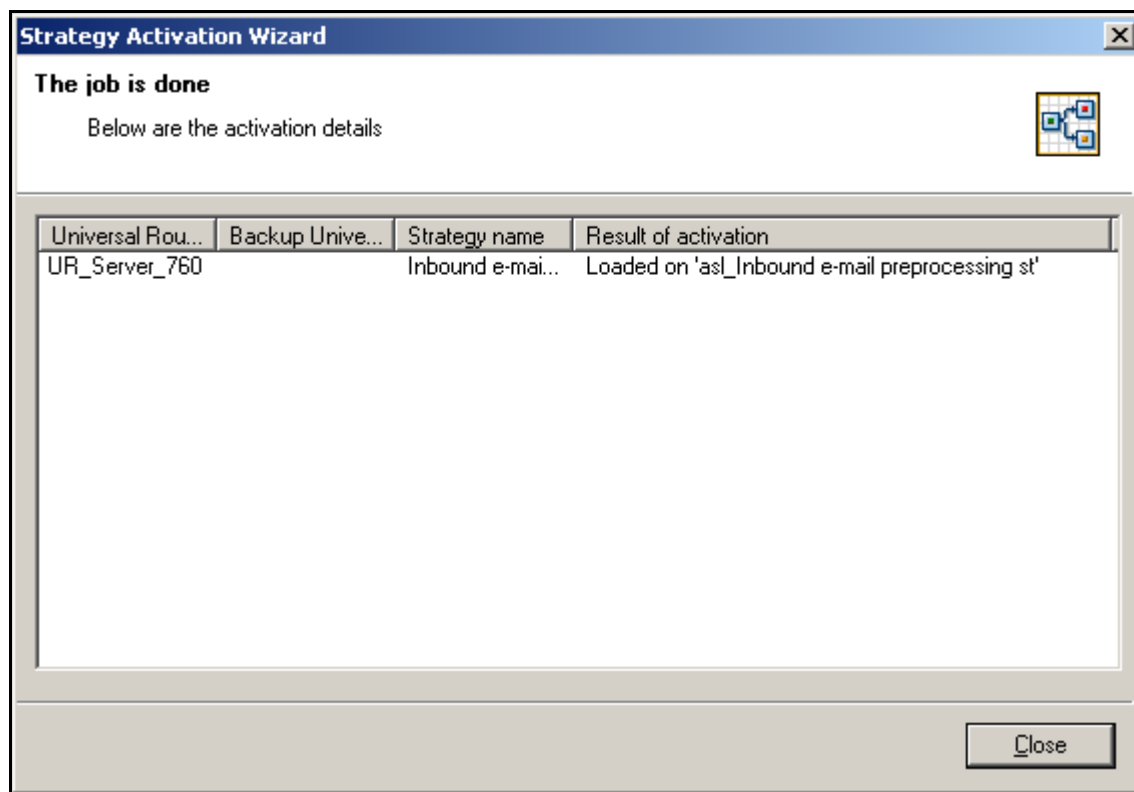 Strategy Activation Wizard
The job is done
Below are the activation details
Universal Rou... Backup Unive... Strategy name Result of activation
UR_Server_760 Inbound e-mai... Loaded on 'asl_Inbound e-mail preprocessing st'
Close